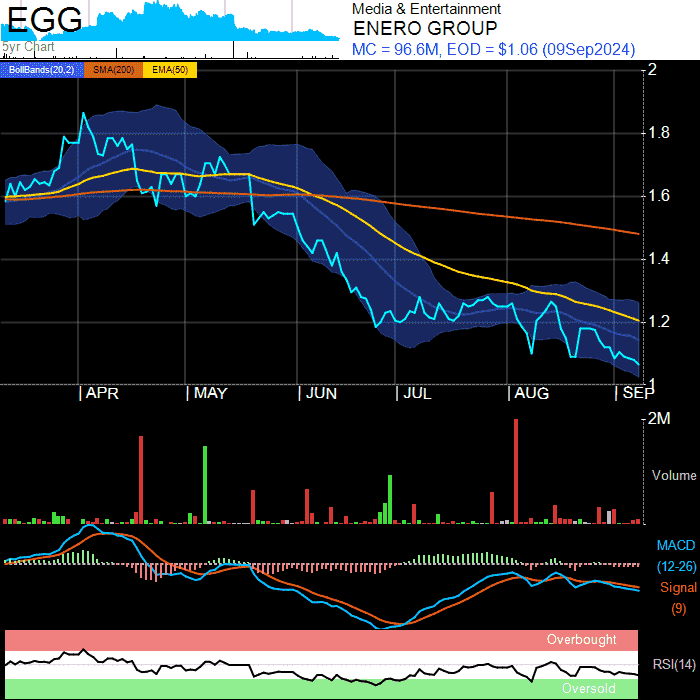 EGG
5yr Chart
Media & Entertainment
ENERO GROUP
MC = 96.6M, EOD = $1.06 (09Sep2024)
BollBands(20,2) SMA(200) EMA(50)
2
1.8
1.6
1.4
1.2
1
APR MAY JUN JUL AUG SEP
2M
Volume
MACD
(12-26)
Signal
(9)
Overbought
RSI(14)
Oversold